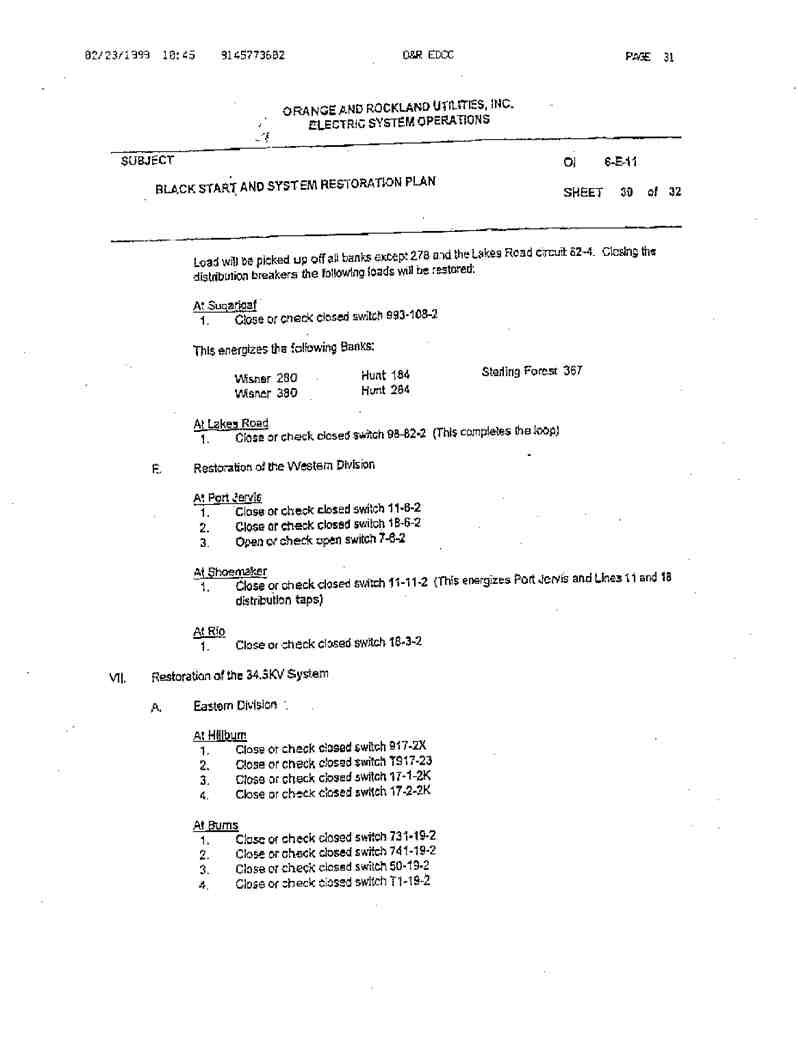 02/23/1999 10:45 9145773682 O&R EDCC PAGE 31
ORANGE AND ROCKLAND UTILITIES, INC.
ELECTRIC SYSTEM OPERATIONS
SUBJECT OI 6-E-11
BLACK START AND SYSTEM RESTORATION PLAN SHEET 30 of 32
Load will be picked up off all banks except 278 and the Lakes Road circuit 82-4. Closing the
distribution breakers the following loads will be restored:
At Sugarloaf
1. Close or check closed switch 993-108-2
This energizes the following Banks:
Wisner 280 Hunt 184 Sterling Forest 367
Wisner 380 Hunt 284
At Lakes Road
1. Close or check closed switch 98-82-2 (This completes the loop)
E. Restoration of the Western Division
At Port Jervis
1. Close or check closed switch 11-6-2
2. Close or check closed switch 18-6-2
3. Open or check open switch 7-6-2
At Shoemaker
1. Close or check closed switch 11-11-2 (This energizes Port Jervis and Lines 11 and 18
distribution taps)
At Rio
1. Close or check closed switch 18-3-2
VII. Restoration of the 34.5KV System
A. Eastern Division
At Hillburn
1. Close or check closed switch 917-2X
2. Close or check closed switch T917-23
3. Close or check closed switch 17-1-2K
4. Close or check closed switch 17-2-2K
At Burns
1. Close or check closed switch 731-19-2
2. Close or check closed switch 741-19-2
3. Close or check closed switch 50-19-2
4. Close or check closed switch T1-19-2